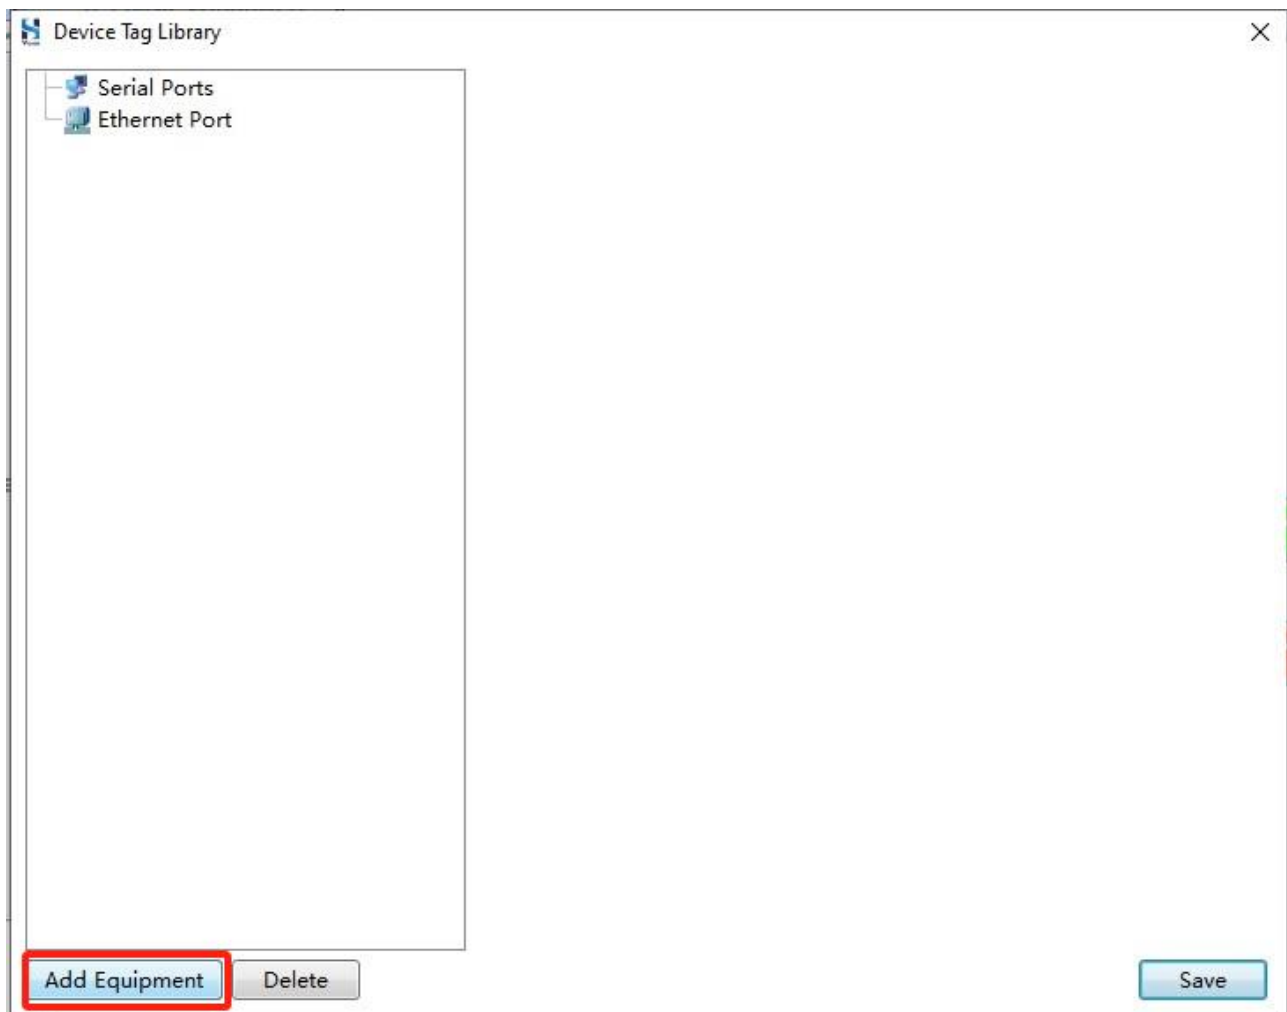 Device Tag Library
Serial Ports
Ethernet Port
Add Equipment
Delete
Save